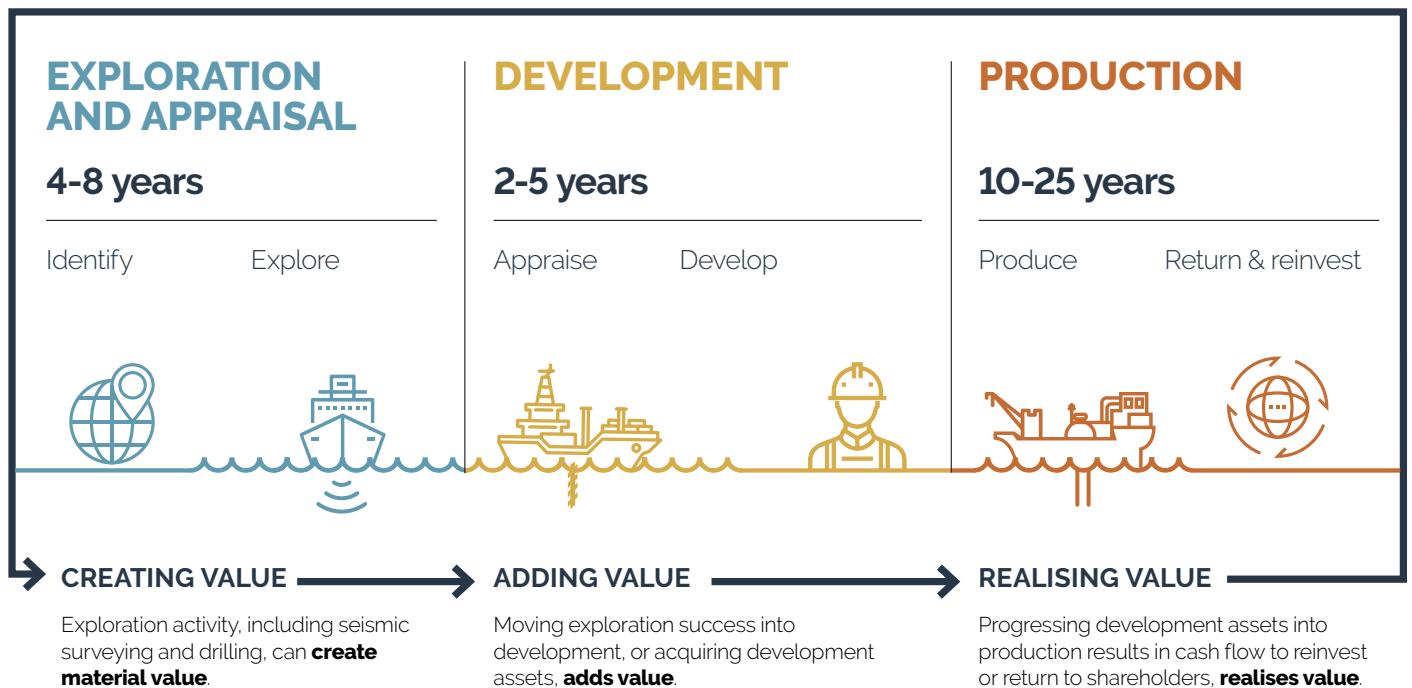 EXPLORATION
AND APPRAISAL
4-8 years
Identify
Explore
DEVELOPMENT
2-5 years
Appraise
Develop
PRODUCTION
10-25 years
Produce
Return & reinvest
CREATING VALUE
Exploration activity, including seismic
surveying and drilling, can create
material value.
ADDING VALUE
Moving exploration success into
development, or acquiring development
assets, adds value.
REALISING VALUE
Progressing development assets into
production results in cash flow to reinvest
or return to shareholders, realises value.